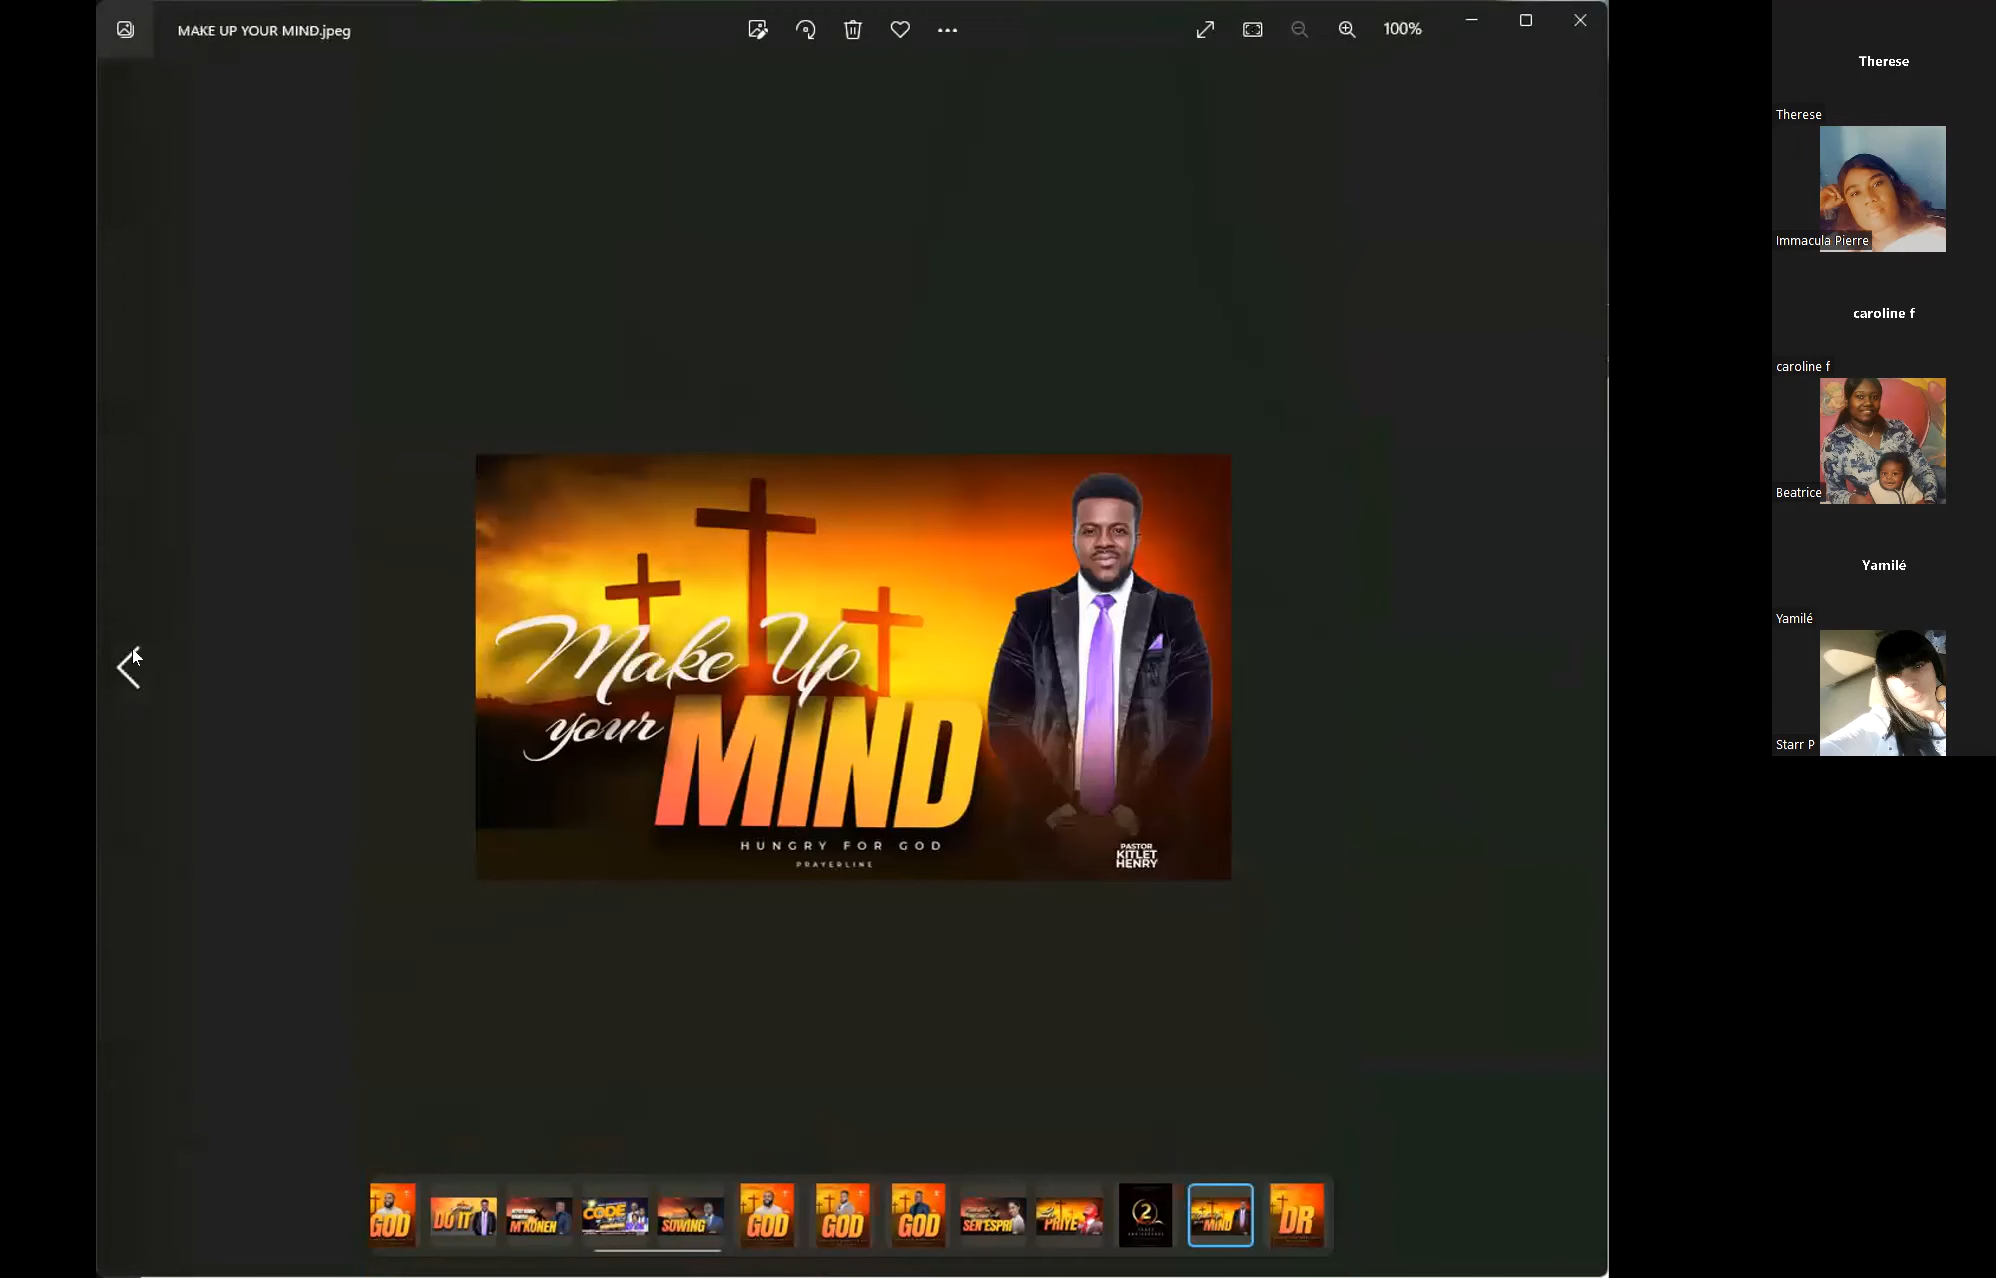 MAKE UP YOUR MIND.jpeg
100%
Make Up
your MIND
HUNGRY FOR GOD
PRAYERLINE
PASTOR
KITLET
HENRY
GOD
DO IT
M'KONEN
CODE
SOWING
GOD
GOD
GOD
SEN'ESPRI
PRIYE
2
MIND
DR
Therese
Therese
Immacula Pierre
caroline f
caroline f
Beatrice
Yamilé
Yamilé
Starr P